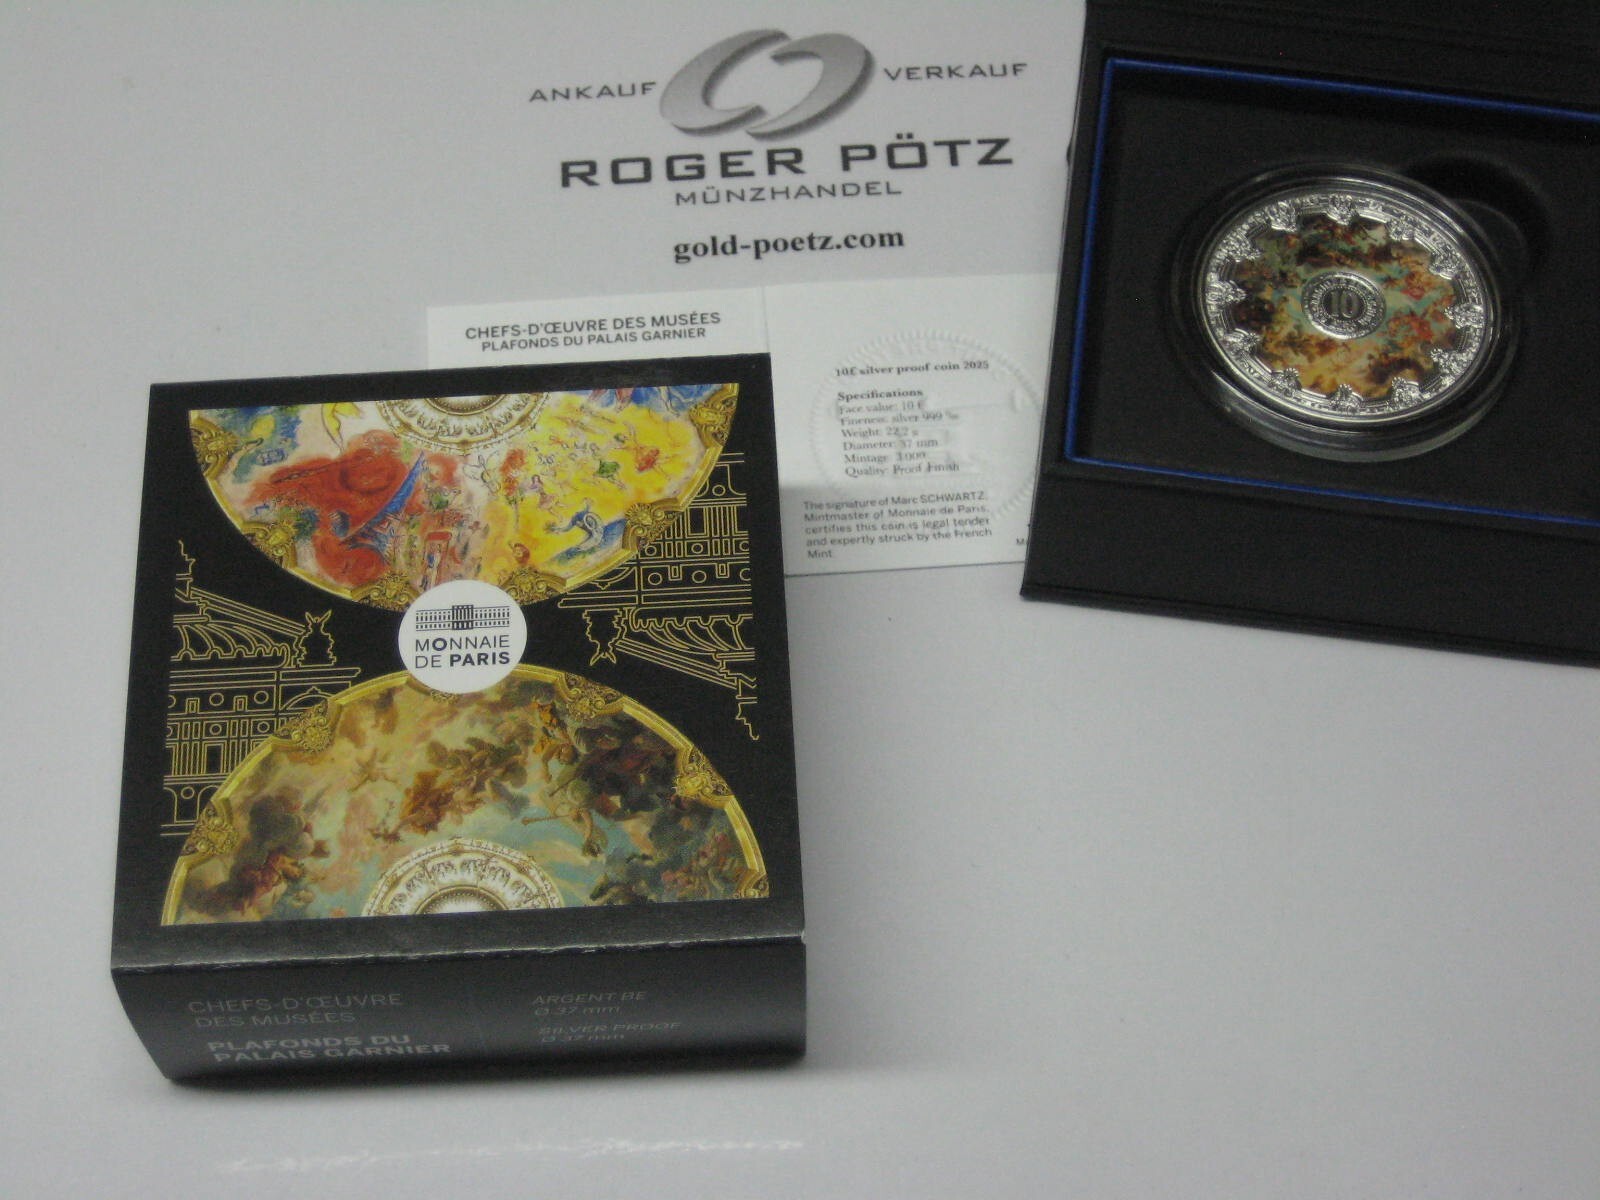 ANKAUF VERKAUF
ROGER PÖTZ
MÜNZHANDEL
gold-poetz.com
CHEFS-D'ŒUVRE DES MUSÉES
PLAFONDS DU PALAIS GARNIER
10€ silver proof coin 2025
Specifications
Face value: 10 €
Fineness: silver 999 ‰
Weight: 22.2 g
Diameter: 37 mm
Mintage: 3 000
Quality: Proof Finish
The signature of Marc SCHWARTZ,
Mintmaster of Monnaie de Paris,
certifies this coin is legal tender
and expertly struck by the French
Mint.
10
MONNAIE
DE PARIS
CHEFS-D'ŒUVRE
DES MUSÉES
PLAFONDS DU
PALAIS GARNIER
ARGENT BE
Ø 37 mm
SILVER PROOF
Ø 37 mm